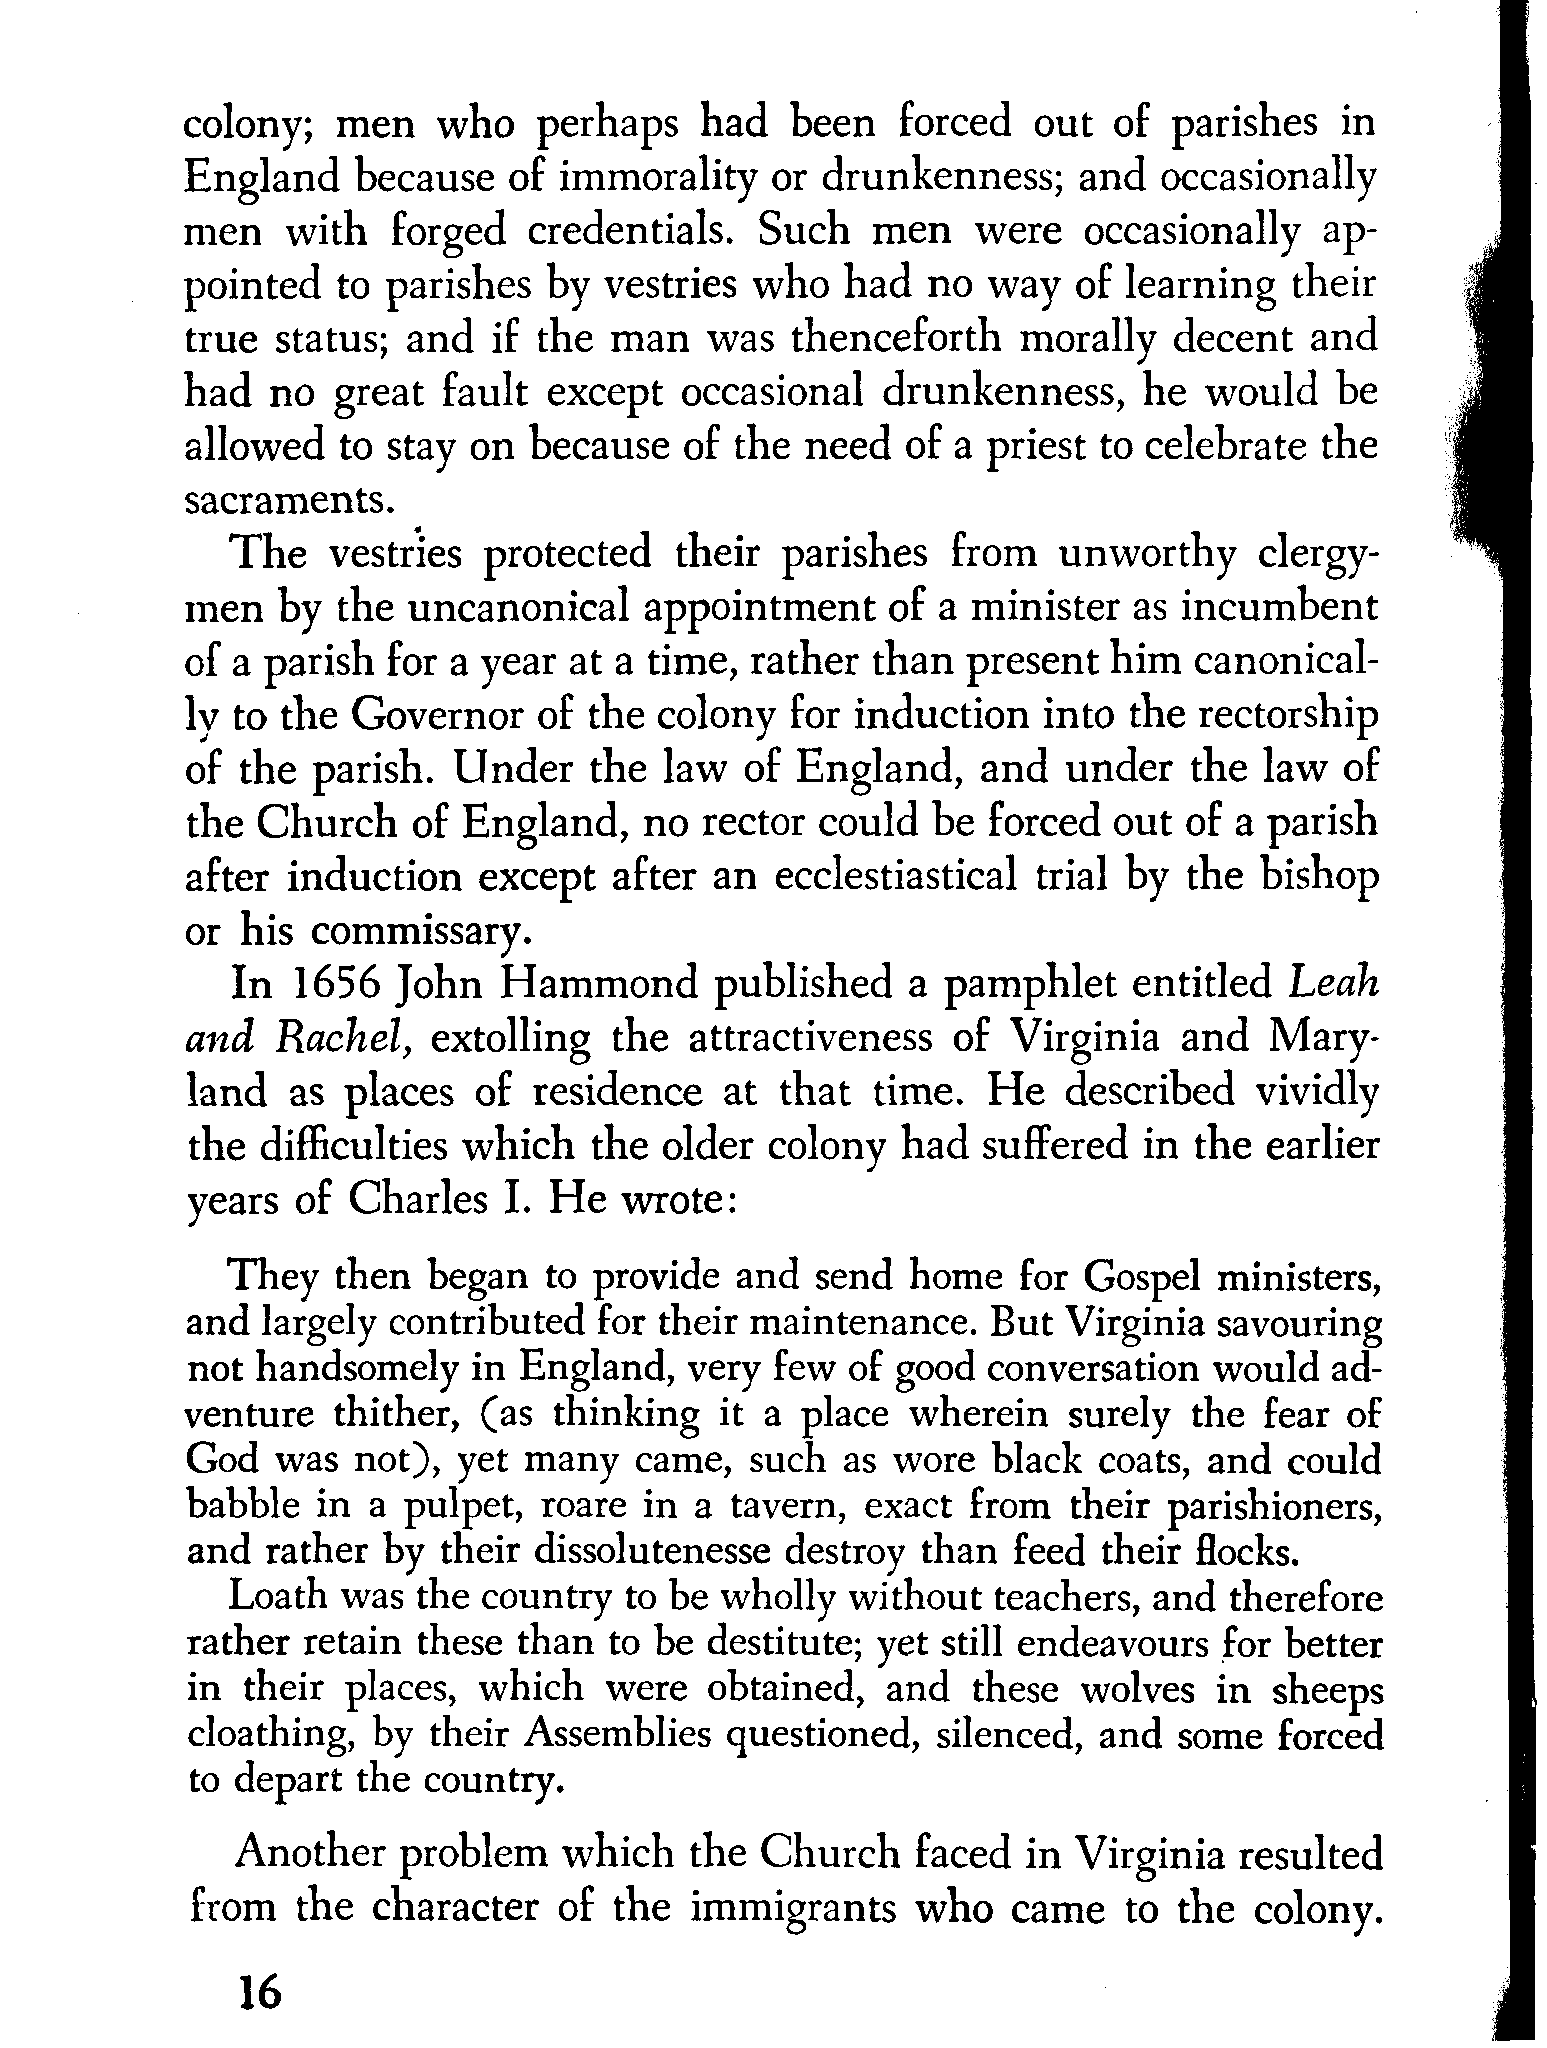 colony; men who perhaps had been forced out of parishes in
England because of immorality or drunkenness; and occasionally
men with forged credentials. Such men were occasionally ap-
pointed to parishes by vestries who had no way of learning their
true status; and if the man was thenceforth morally decent and
had no great fault except occasional drunkenness, he would be
allowed to stay on because of the need of a priest to celebrate the
sacraments.
The vestries protected their parishes from unworthy clergy-
men by the uncanonical appointment of a minister as incumbent
of a parish for a year at a time, rather than present him canonical-
ly to the Governor of the colony for induction into the rectorship
of the parish. Under the law of England, and under the law of
the Church of England, no rector could be forced out of a parish
after induction except after an ecclestiastical trial by the bishop
or his commissary.
In 1656 John Hammond published a pamphlet entitled Leah
and Rachel, extolling the attractiveness of Virginia and Mary-
land as places of residence at that time. He described vividly
the difficulties which the older colony had suffered in the earlier
years of Charles I. He wrote:
They then began to provide and send home for Gospel ministers,
and largely contributed for their maintenance. But Virginia savouring
not handsomely in England, very few of good conversation would ad-
venture thither, (as thinking it a place wherein surely the fear of
God was not), yet many came, such as wore black coats, and could
babble in a pulpet, roare in a tavern, exact from their parishioners,
and rather by their dissolutenesse destroy than feed their flocks.
Loath was the country to be wholly without teachers, and therefore
rather retain these than to be destitute; yet still endeavours for better
in their places, which were obtained, and these wolves in sheeps
cloathing, by their Assemblies questioned, silenced, and some forced
to depart the country.
Another problem which the Church faced in Virginia resulted
from the character of the immigrants who came to the colony.
16